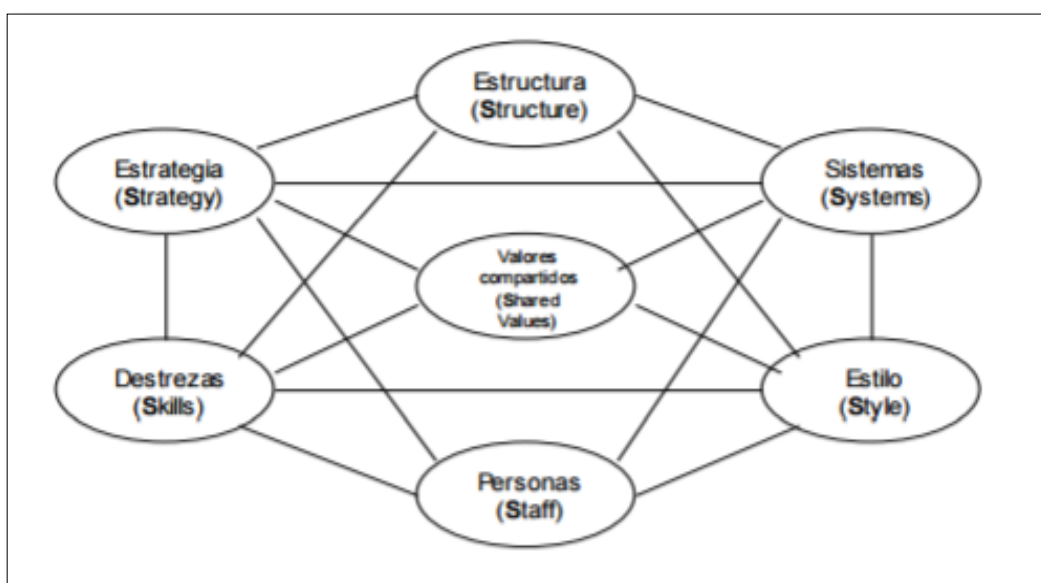 Estructura
(Structure)
Estrategia
(Strategy)
Sistemas
(Systems)
Valores
compartidos
(Shared
Values)
Destrezas
(Skills)
Estilo
(Style)
Personas
(Staff)